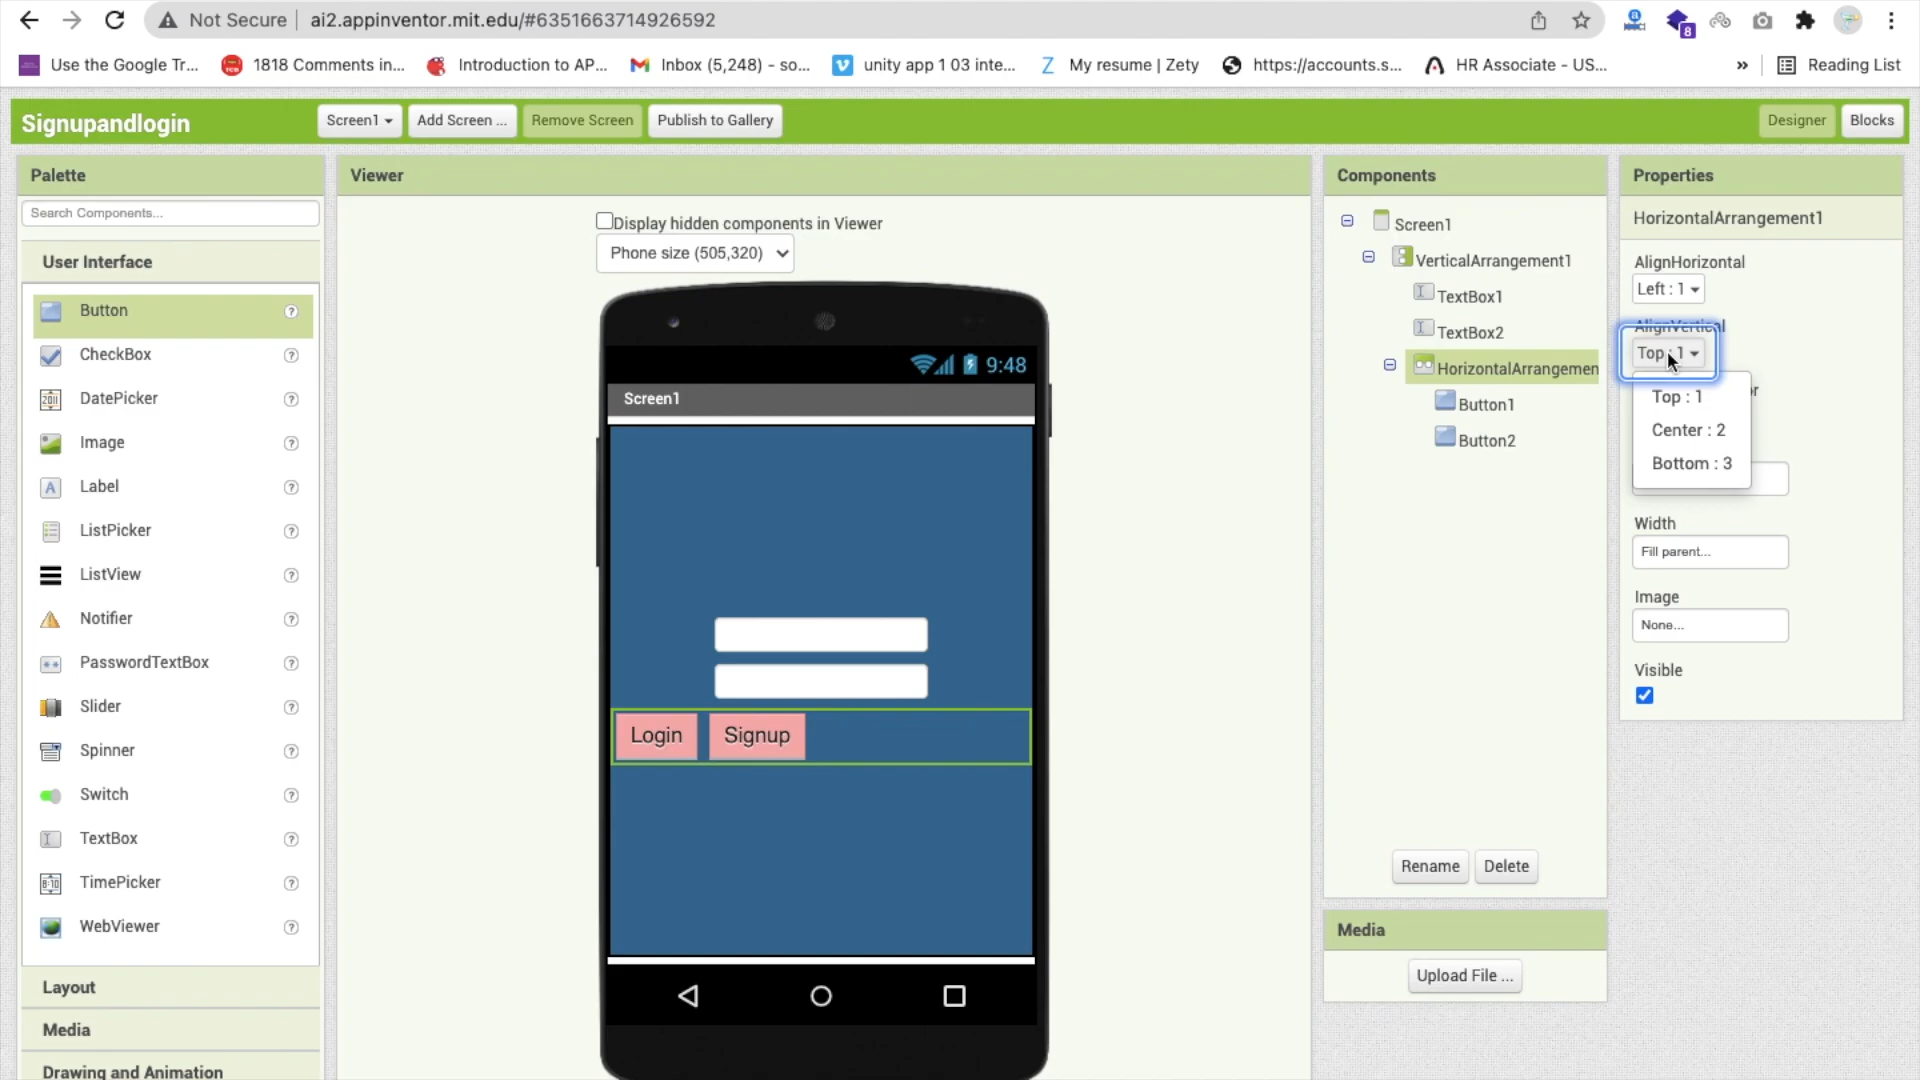 Not Secure
ai2.appinventor.mit.edu/#6351663714926592
8
Use the Google Tr...
1818 Comments in...
Introduction to AP...
Inbox (5,248) - so...
unity app 1 03 inte...
My resume | Zety
https://accounts.s...
HR Associate - US...
»
Reading List
Signupandlogin
Screen1
Add Screen ...
Remove Screen
Publish to Gallery
Designer
Blocks
Palette
Search Components...
User Interface
Button
CheckBox
DatePicker
Image
Label
ListPicker
ListView
Notifier
PasswordTextBox
Slider
Spinner
Switch
TextBox
TimePicker
WebViewer
Layout
Media
Drawing and Animation
Viewer
Display hidden components in Viewer
Phone size (505,320)
9:48
Screen1
Login
Signup
Components
Screen1
VerticalArrangement1
TextBox1
TextBox2
HorizontalArrangemen
Button1
Button2
Rename
Delete
Media
Upload File ...
Properties
HorizontalArrangement1
AlignHorizontal
Left : 1
AlignVertical
Top : 1
Top : 1
Center : 2
Bottom : 3
Width
Fill parent...
Image
None...
Visible